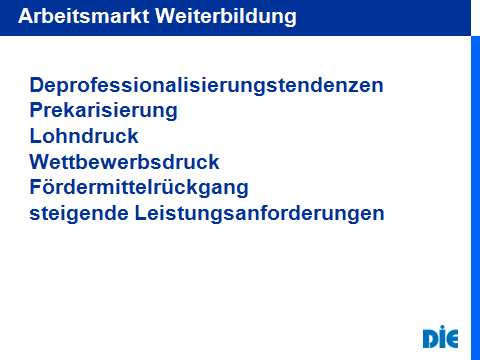 Arbeitsmarkt Weiterbildung
Deprofessionalisierungstendenzen
Prekarisierung
Lohndruck
Wettbewerbsdruck
Fördermittelrückgang
steigende Leistungsanforderungen
DiE